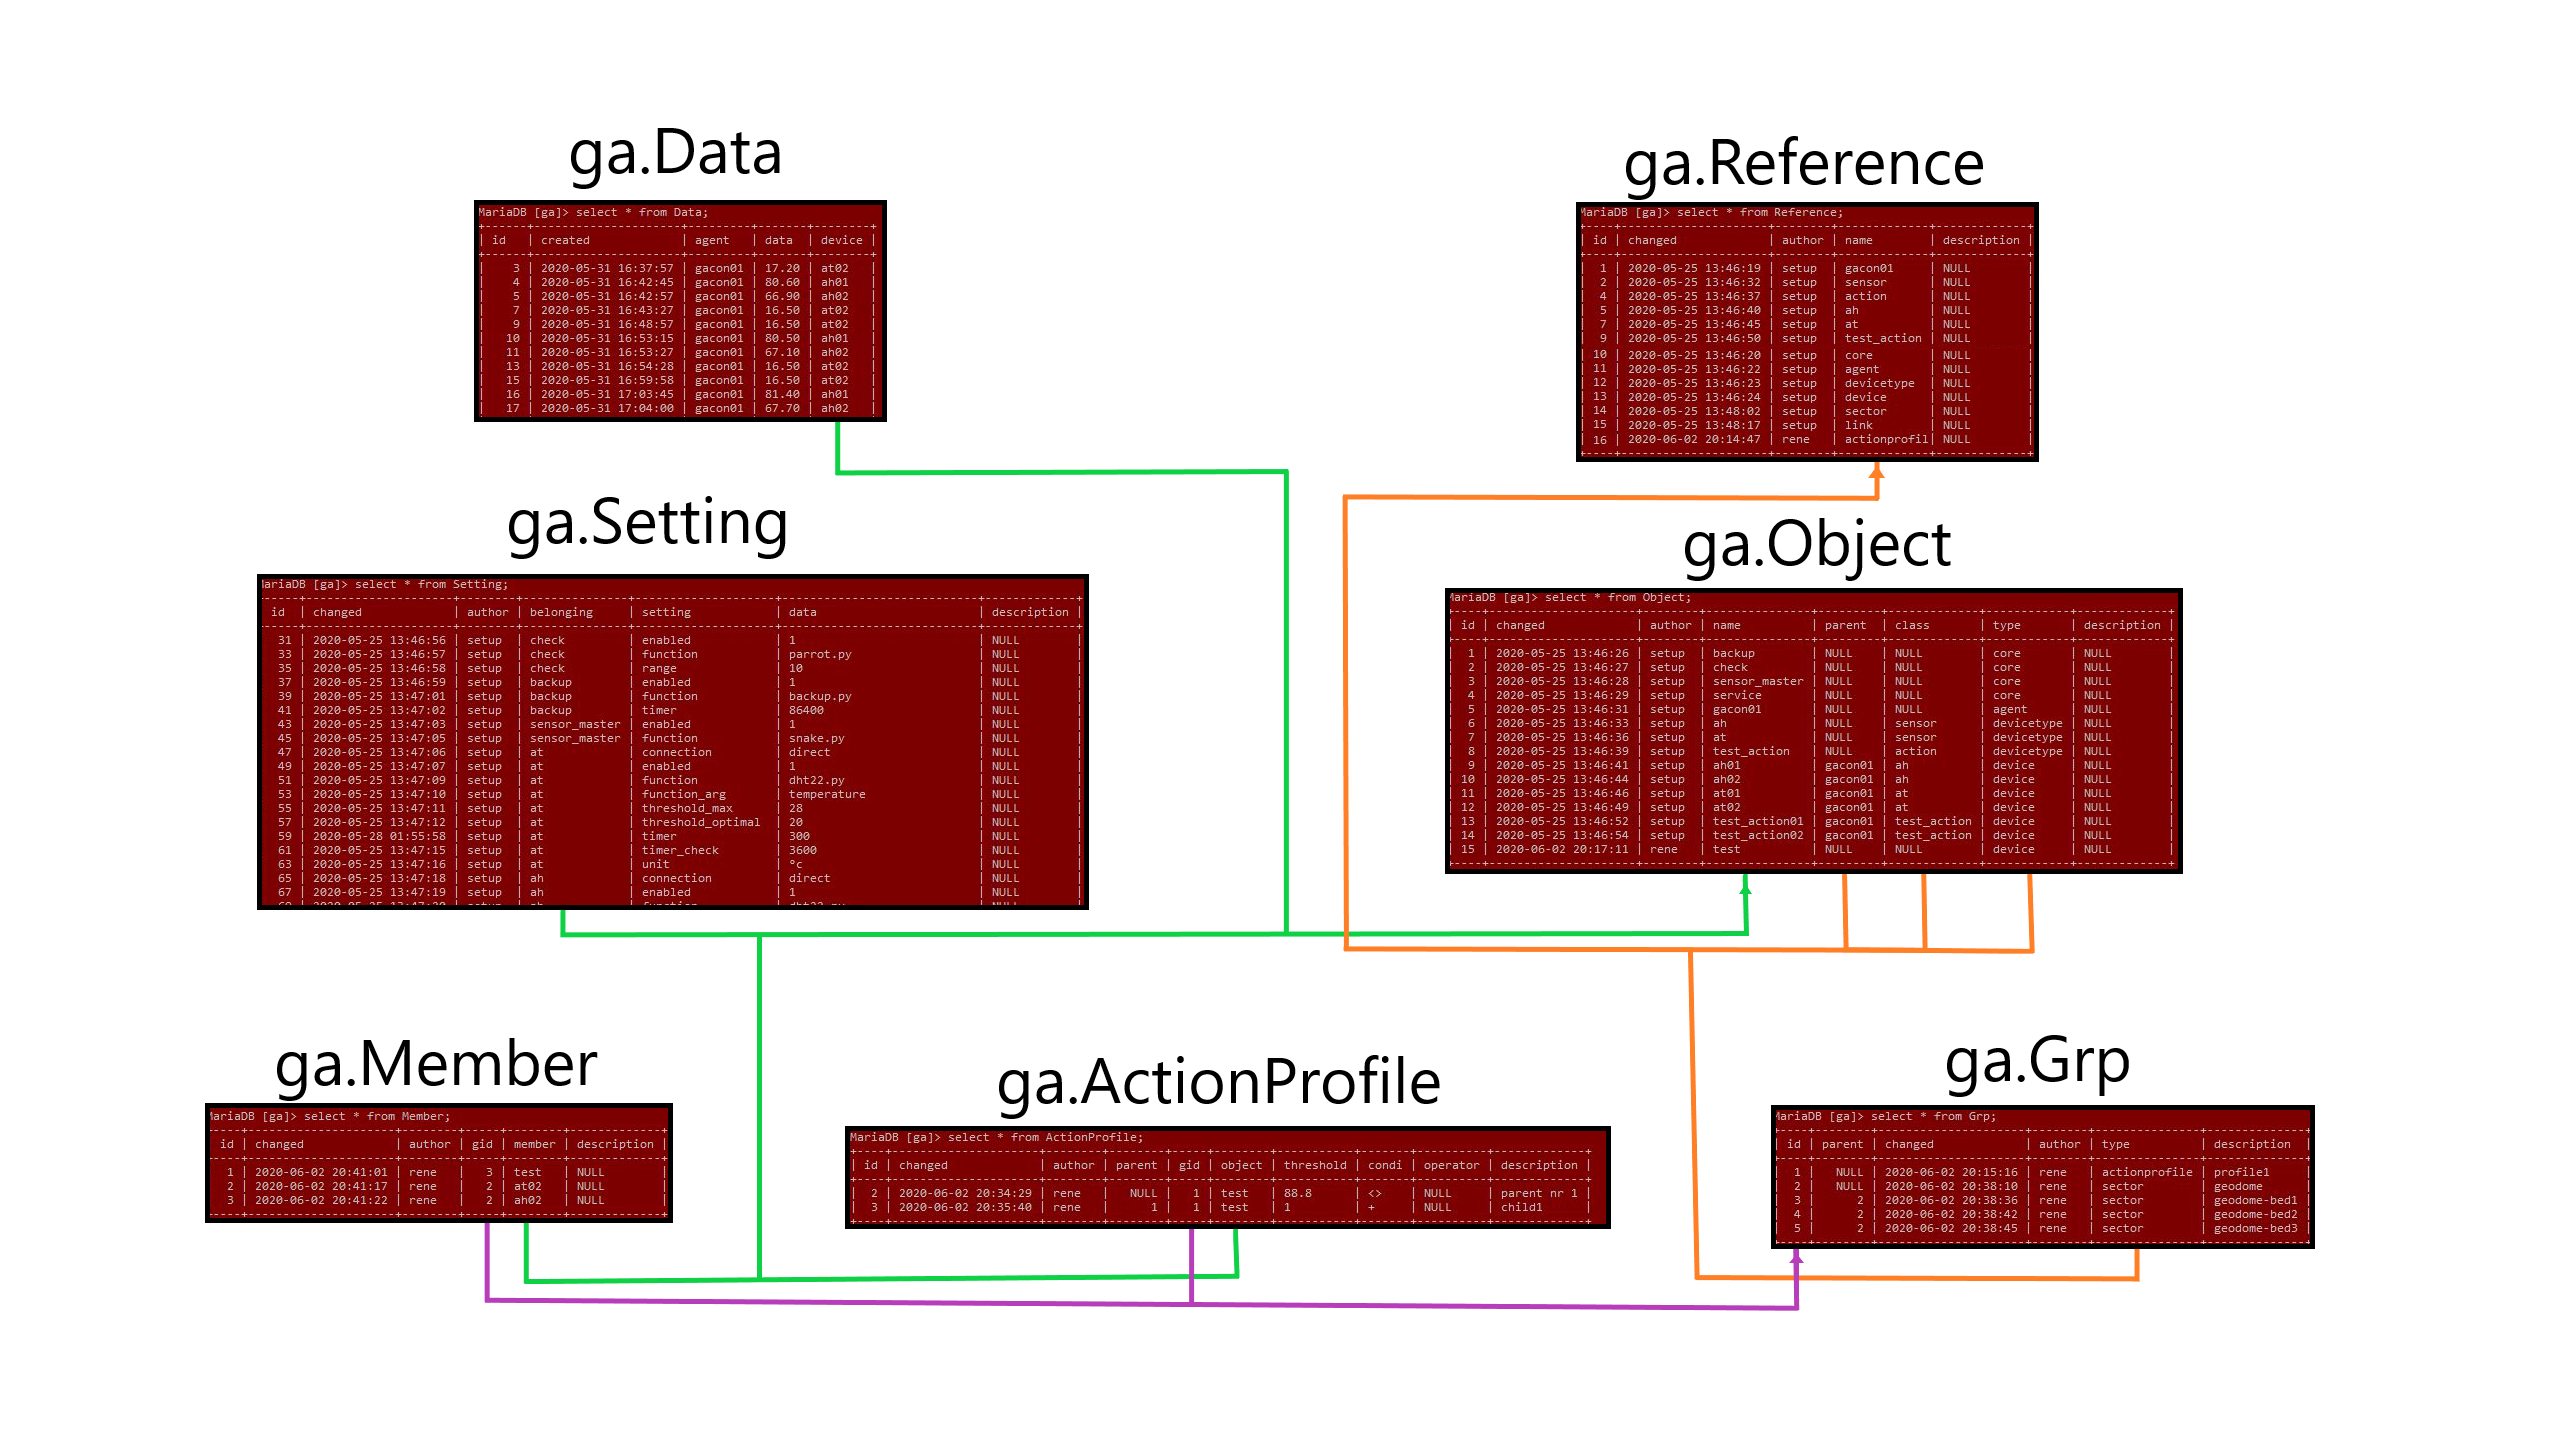 ga.Data
MariaDB [ga]> select * from Data;
| id | created | agent | data | device |
| 3 | 2020-05-31 16:37:57 | gacon01 | 17.20 | at02 |
| 4 | 2020-05-31 16:42:45 | gacon01 | 80.60 | ah01 |
| 5 | 2020-05-31 16:42:57 | gacon01 | 66.90 | ah02 |
| 7 | 2020-05-31 16:43:27 | gacon01 | 16.50 | at02 |
| 9 | 2020-05-31 16:48:57 | gacon01 | 16.50 | at02 |
| 10 | 2020-05-31 16:53:15 | gacon01 | 80.50 | ah01 |
| 11 | 2020-05-31 16:53:27 | gacon01 | 67.10 | ah02 |
| 13 | 2020-05-31 16:54:28 | gacon01 | 16.50 | at02 |
| 15 | 2020-05-31 16:59:58 | gacon01 | 16.50 | at02 |
| 16 | 2020-05-31 17:03:45 | gacon01 | 81.40 | ah01 |
| 17 | 2020-05-31 17:04:00 | gacon01 | 67.70 | ah02 |
ga.Reference
MariaDB [ga]> select * from Reference;
| id | changed | author | name | description |
| 1 | 2020-05-25 13:46:19 | setup | gacon01 | NULL |
| 2 | 2020-05-25 13:46:32 | setup | sensor | NULL |
| 4 | 2020-05-25 13:46:37 | setup | action | NULL |
| 5 | 2020-05-25 13:46:40 | setup | ah | NULL |
| 7 | 2020-05-25 13:46:45 | setup | at | NULL |
| 9 | 2020-05-25 13:46:50 | setup | test_action | NULL |
| 10 | 2020-05-25 13:46:20 | setup | core | NULL |
| 11 | 2020-05-25 13:46:22 | setup | agent | NULL |
| 12 | 2020-05-25 13:46:23 | setup | devicetype | NULL |
| 13 | 2020-05-25 13:46:24 | setup | device | NULL |
| 14 | 2020-05-25 13:48:02 | setup | sector | NULL |
| 15 | 2020-05-25 13:48:17 | setup | link | NULL |
| 16 | 2020-06-02 20:14:47 | rene | actionprofil| NULL |
ga.Setting
MariaDB [ga]> select * from Setting;
id | changed | author | belonging | setting | data | description |
31 | 2020-05-25 13:46:56 | setup | check | enabled | 1 | NULL |
33 | 2020-05-25 13:46:57 | setup | check | function | parrot.py | NULL |
35 | 2020-05-25 13:46:58 | setup | check | range | 10 | NULL |
37 | 2020-05-25 13:46:59 | setup | backup | enabled | 1 | NULL |
39 | 2020-05-25 13:47:01 | setup | backup | function | backup.py | NULL |
41 | 2020-05-25 13:47:02 | setup | backup | timer | 86400 | NULL |
43 | 2020-05-25 13:47:03 | setup | sensor_master | enabled | 1 | NULL |
45 | 2020-05-25 13:47:05 | setup | sensor_master | function | snake.py | NULL |
47 | 2020-05-25 13:47:06 | setup | at | connection | direct | NULL |
49 | 2020-05-25 13:47:07 | setup | at | enabled | 1 | NULL |
51 | 2020-05-25 13:47:09 | setup | at | function | dht22.py | NULL |
53 | 2020-05-25 13:47:10 | setup | at | function_arg | temperature | NULL |
55 | 2020-05-25 13:47:11 | setup | at | threshold_max | 28 | NULL |
57 | 2020-05-25 13:47:12 | setup | at | threshold_optimal | 20 | NULL |
59 | 2020-05-28 01:55:58 | setup | at | timer | 300 | NULL |
61 | 2020-05-25 13:47:15 | setup | at | timer_check | 3600 | NULL |
63 | 2020-05-25 13:47:16 | setup | at | unit | °c | NULL |
65 | 2020-05-25 13:47:18 | setup | ah | connection | direct | NULL |
67 | 2020-05-25 13:47:19 | setup | ah | enabled | 1 | NULL |
ga.Object
MariaDB [ga]> select * from Object;
| id | changed | author | name | parent | class | type | description |
| 1 | 2020-05-25 13:46:26 | setup | backup | NULL | NULL | core | NULL |
| 2 | 2020-05-25 13:46:27 | setup | check | NULL | NULL | core | NULL |
| 3 | 2020-05-25 13:46:28 | setup | sensor_master | NULL | NULL | core | NULL |
| 4 | 2020-05-25 13:46:29 | setup | service | NULL | NULL | core | NULL |
| 5 | 2020-05-25 13:46:31 | setup | gacon01 | NULL | NULL | agent | NULL |
| 6 | 2020-05-25 13:46:33 | setup | ah | NULL | sensor | devicetype | NULL |
| 7 | 2020-05-25 13:46:36 | setup | at | NULL | sensor | devicetype | NULL |
| 8 | 2020-05-25 13:46:39 | setup | test_action | NULL | action | devicetype | NULL |
| 9 | 2020-05-25 13:46:41 | setup | ah01 | gacon01 | ah | device | NULL |
| 10 | 2020-05-25 13:46:44 | setup | ah02 | gacon01 | ah | device | NULL |
| 11 | 2020-05-25 13:46:46 | setup | at01 | gacon01 | at | device | NULL |
| 12 | 2020-05-25 13:46:49 | setup | at02 | gacon01 | at | device | NULL |
| 13 | 2020-05-25 13:46:52 | setup | test_action01 | gacon01 | test_action | device | NULL |
| 14 | 2020-05-25 13:46:54 | setup | test_action02 | gacon01 | test_action | device | NULL |
| 15 | 2020-06-02 20:17:11 | rene | test | NULL | NULL | device | NULL |
ga.Member
MariaDB [ga]> select * from Member;
id | changed | author | gid | member | description |
1 | 2020-06-02 20:41:01 | rene | 3 | test | NULL |
2 | 2020-06-02 20:41:17 | rene | 2 | at02 | NULL |
3 | 2020-06-02 20:41:22 | rene | 2 | ah02 | NULL |
ga.ActionProfile
MariaDB [ga]> select * from ActionProfile;
| id | changed | author | parent | gid | object | threshold | condi | operator | description |
| 2 | 2020-06-02 20:34:29 | rene | NULL | 1 | test | 88.8 | <> | NULL | parent nr 1 |
| 3 | 2020-06-02 20:35:40 | rene | 1 | 1 | test | 1 | + | NULL | child1 |
ga.Grp
MariaDB [ga]> select * from Grp;
| id | parent | changed | author | type | description |
| 1 | NULL | 2020-06-02 20:15:16 | rene | actionprofile | profile1 |
| 2 | NULL | 2020-06-02 20:38:10 | rene | sector | geodome |
| 3 | 2 | 2020-06-02 20:38:36 | rene | sector | geodome-bed1 |
| 4 | 2 | 2020-06-02 20:38:42 | rene | sector | geodome-bed2 |
| 5 | 2 | 2020-06-02 20:38:45 | rene | sector | geodome-bed3 |